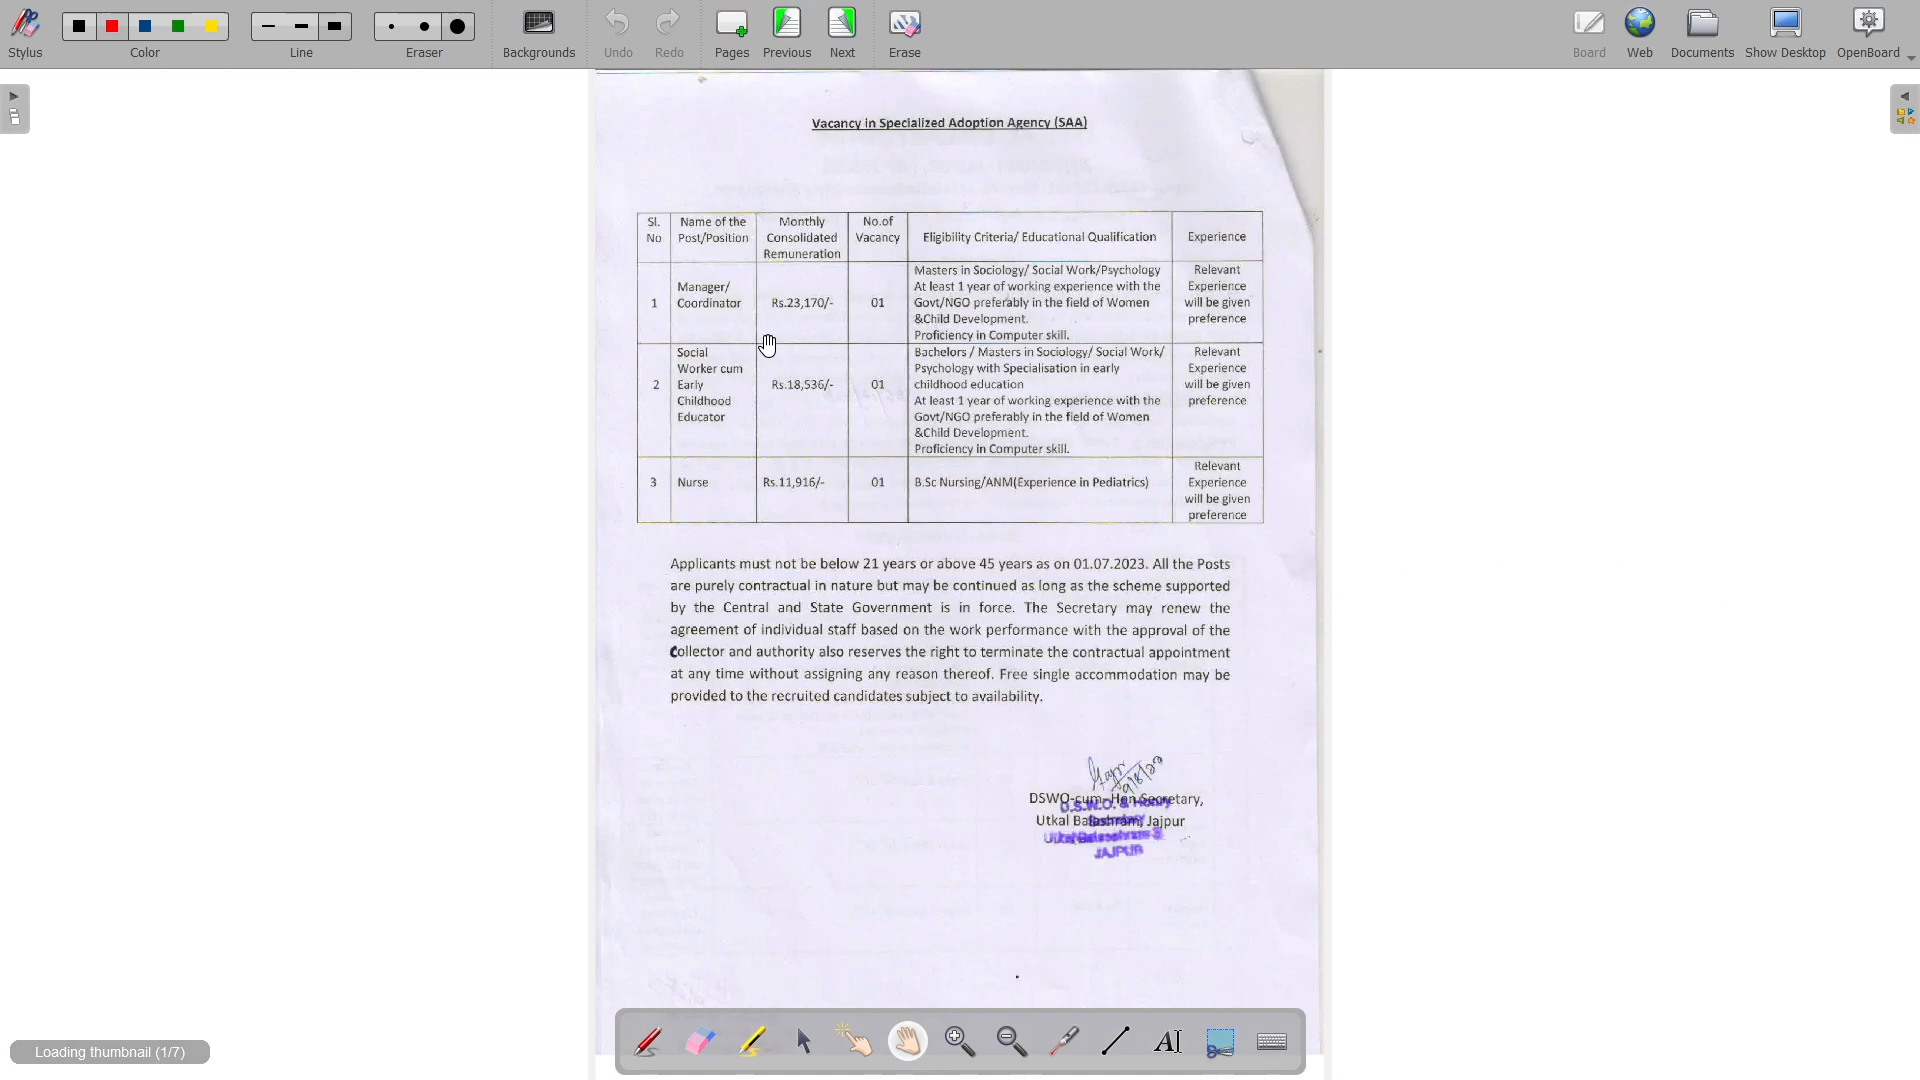 Stylus
Color
Line
Eraser
Backgrounds
Undo
Redo
Pages
Previous
Next
Erase
Board
Web
Documents
Show Desktop
OpenBoard
Vacancy in Specialized Adoption Agency (SAA)
Sl. No
Name of the Post/Position
Monthly Consolidated Remuneration
No.of Vacancy
Eligibility Criteria/ Educational Qualification
Experience
1
Manager/
Coordinator
Rs.23,170/-
01
Masters in Sociology/ Social Work/Psychology
At least 1 year of working experience with the
Govt/NGO preferably in the field of Women
&Child Development.
Proficiency in Computer skill.
Relevant
Experience
will be given
preference
2
Social
Worker cum
Early
Childhood
Educator
Rs.18,536/-
01
Bachelors / Masters in Sociology/ Social Work/
Psychology with Specialisation in early
childhood education
At least 1 year of working experience with the
Govt/NGO preferably in the field of Women
&Child Development.
Proficiency in Computer skill.
Relevant
Experience
will be given
preference
3
Nurse
Rs.11,916/-
01
B.Sc Nursing/ANM(Experience in Pediatrics)
Relevant
Experience
will be given
preference
Applicants must not be below 21 years or above 45 years as on 01.07.2023. All the Posts
are purely contractual in nature but may be continued as long as the scheme supported
by the Central and State Government is in force. The Secretary may renew the
agreement of individual staff based on the work performance with the approval of the
Collector and authority also reserves the right to terminate the contractual appointment
at any time without assigning any reason thereof. Free single accommodation may be
provided to the recruited candidates subject to availability.
DSWO-cum- Hon Secretary,
D.S.W.O. &
Utkal Balashram, Jajpur
JAJPUR
Loading thumbnail (1/7)